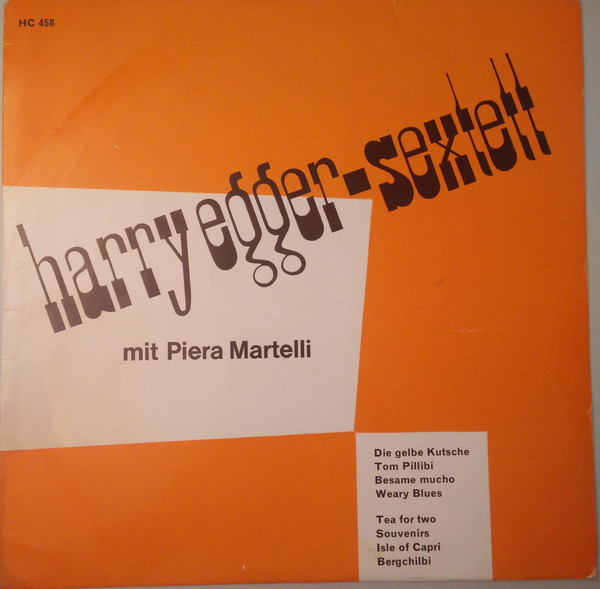 HC 458
harry egger-sextett
mit Piera Martelli
Die gelbe Kutsche
Tom Pillibi
Besame mucho
Weary Blues
Tea for two
Souvenirs
Isle of Capri
Bergchilbi